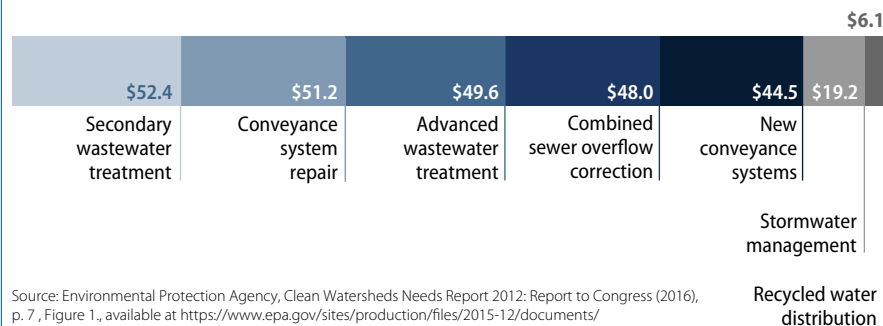 $6.1
$52.4
$51.2
$49.6
$48.0
$44.5
$19.2
Secondary
wastewater
treatment
Conveyance
system
repair
Advanced
wastewater
treatment
Combined
sewer overflow
correction
New
conveyance
systems
Stormwater
management
Recycled water
distribution
Source: Environmental Protection Agency, Clean Watersheds Needs Report 2012: Report to Congress (2016),
p. 7 , Figure 1., available at https://www.epa.gov/sites/production/files/2015-12/documents/